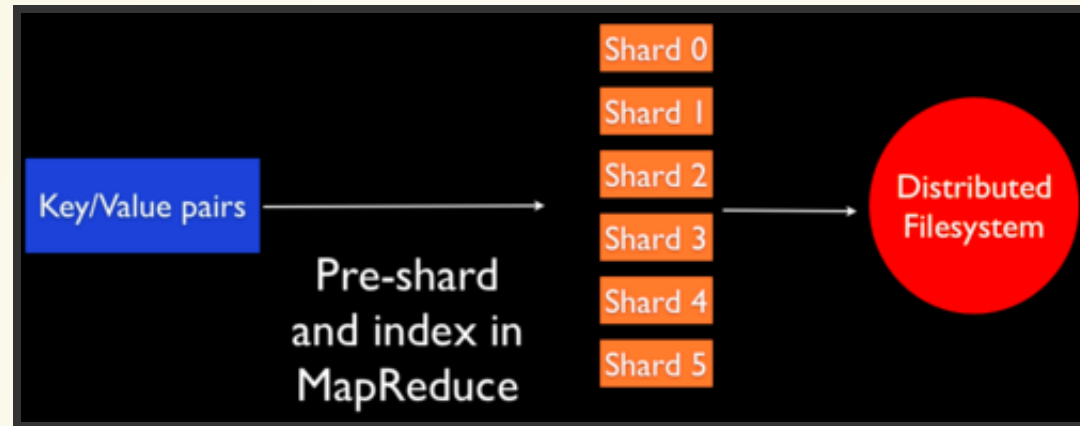 Key/Value pairs
Pre-shard
and index in
MapReduce
Shard 0
Shard 1
Shard 2
Shard 3
Shard 4
Shard 5
Distributed
Filesystem